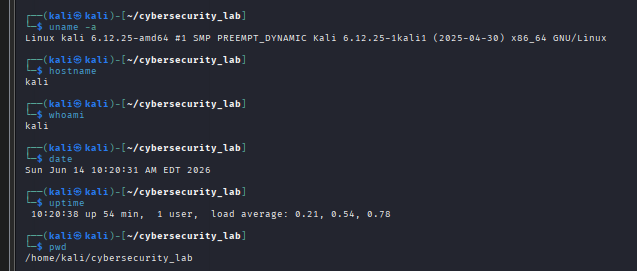 ┌──(kali㉿kali)-[~/cybersecurity_lab]
└─$ uname -a
Linux kali 6.12.25-amd64 #1 SMP PREEMPT_DYNAMIC Kali 6.12.25-1kali1 (2025-04-30) x86_64 GNU/Linux
┌──(kali㉿kali)-[~/cybersecurity_lab]
└─$ hostname
kali
┌──(kali㉿kali)-[~/cybersecurity_lab]
└─$ whoami
kali
┌──(kali㉿kali)-[~/cybersecurity_lab]
└─$ date
Sun Jun 14 10:20:31 AM EDT 2026
┌──(kali㉿kali)-[~/cybersecurity_lab]
└─$ uptime
 10:20:38 up 54 min,  1 user,  load average: 0.21, 0.54, 0.78
┌──(kali㉿kali)-[~/cybersecurity_lab]
└─$ pwd
/home/kali/cybersecurity_lab